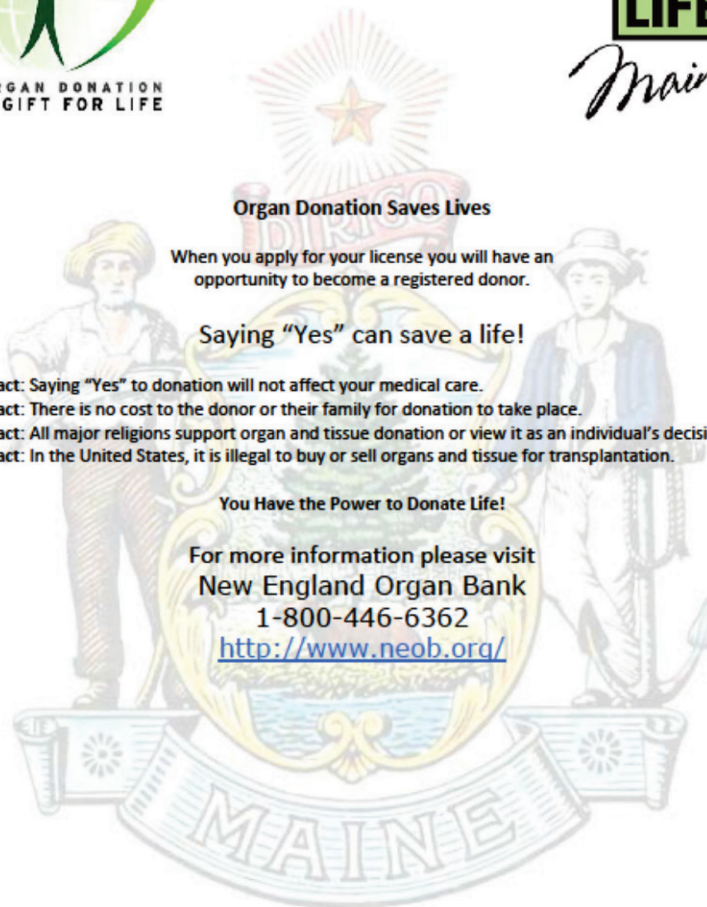 LIFE
Maine
RGAN DONATION
GIFT FOR LIFE
DIRIGO
Organ Donation Saves Lives
When you apply for your license you will have an
opportunity to become a registered donor.
Saying “Yes” can save a life!
act: Saying “Yes” to donation will not affect your medical care.
act: There is no cost to the donor or their family for donation to take place.
act: All major religions support organ and tissue donation or view it as an individual’s decisi
act: In the United States, it is illegal to buy or sell organs and tissue for transplantation.
You Have the Power to Donate Life!
For more information please visit
New England Organ Bank
1-800-446-6362
http://www.neob.org/
MAINE